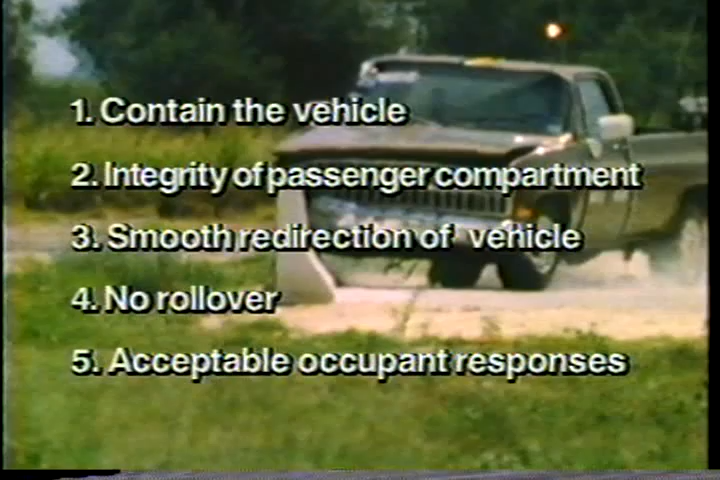 1. Contain the vehicle
2. Integrity of passenger compartment
3. Smooth redirection of vehicle
4. No rollover
5. Acceptable occupant responses